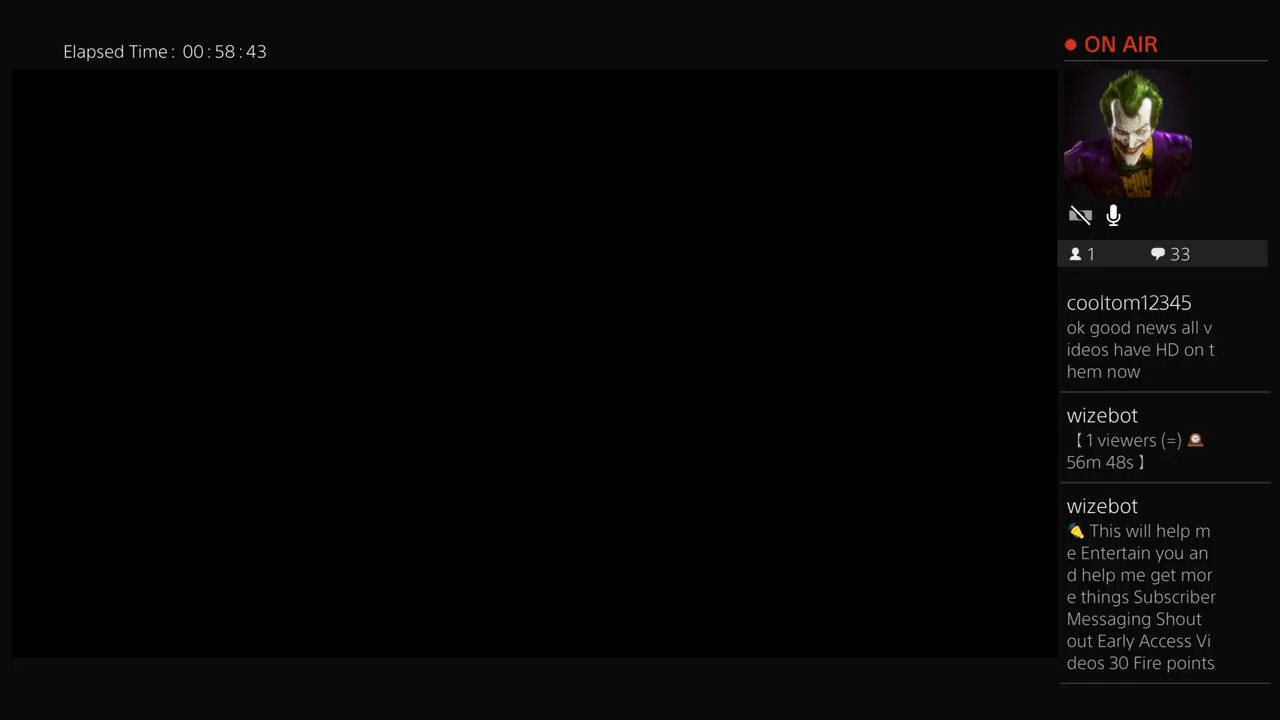 Elapsed Time: 00:58:43
ON AIR
1 33
cooltom12345
ok good news all v
ideos have HD on t
hem now
wizebot
【1 viewers (=) 🕰
56m 48s】
wizebot
📣 This will help m
e Entertain you an
d help me get mor
e things Subscriber
Messaging Shout
out Early Access Vi
deos 30 Fire points